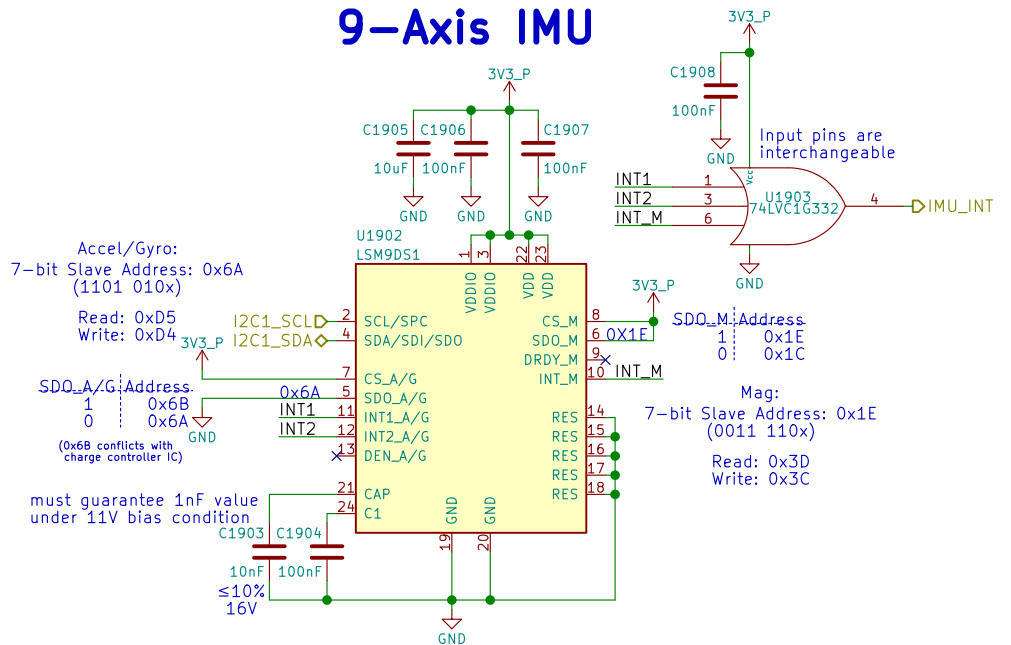 9-Axis IMU
3V3_P
C1908
100nF
GND
Input pins are
interchangeable
Vcc
INT1
INT2
INT_M
1
3
6
U1903
74LVC1G332
4
IMU_INT
GND
3V3_P
C1905
10uF
GND
C1906
100nF
GND
C1907
100nF
GND
U1902
LSM9DS1
1
3
22
23
VDDIO
VDDIO
VDD
VDD
Accel/Gyro:
7-bit Slave Address: 0x6A
(1101 010x)
Read: 0xD5
Write: 0xD4
I2C1_SCL
2
SCL/SPC
I2C1_SDA
4
SDA/SDI/SDO
3V3_P
7
CS_A/G
0x6A
5
SDO_A/G
GND
INT1
11
INT1_A/G
INT2
12
INT2_A/G
13
DEN_A/G
SDO_A/G Address
1 0x6B
0 0x6A
(0x6B conflicts with
charge controller IC)
must guarantee 1nF value
under 11V bias condition
21
CAP
24
C1
C1903
10nF
≤10%
16V
C1904
100nF
GND
GND
19
20
GND
3V3_P
CS_M
8
SDO_M
6
0X1E
DRDY_M
9
INT_M
10
INT_M
RES
14
RES
15
RES
16
RES
17
RES
18
SDO_M Address
1 0x1E
0 0x1C
Mag:
7-bit Slave Address: 0x1E
(0011 110x)
Read: 0x3D
Write: 0x3C